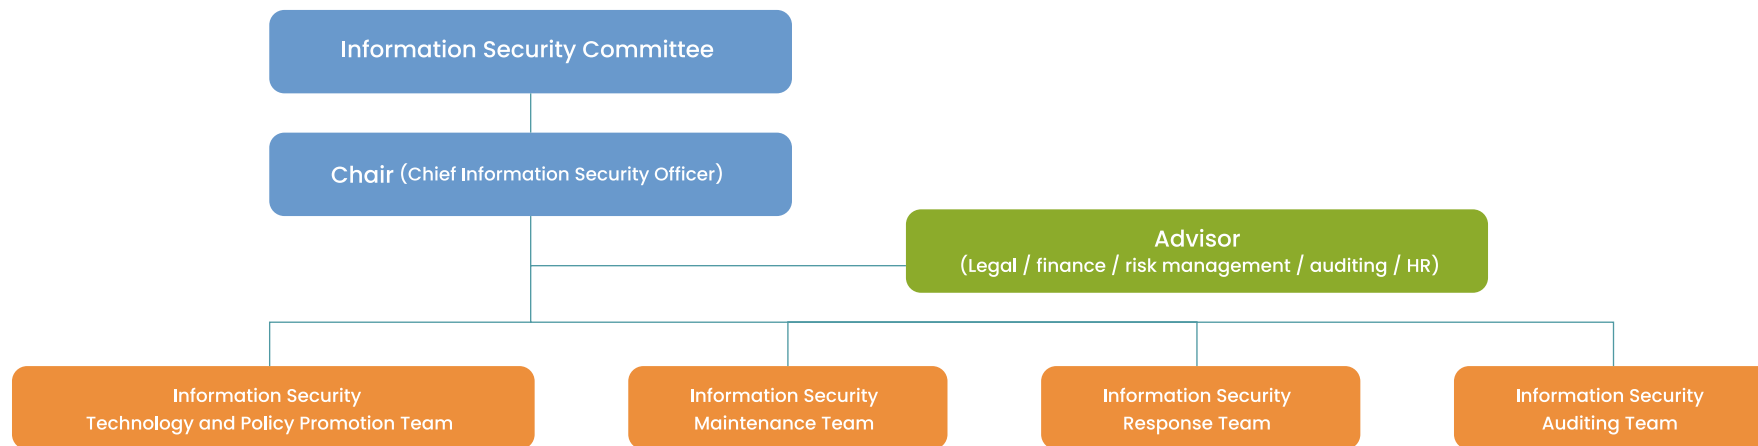 Information Security Committee
Chair (Chief Information Security Officer)
Advisor
(Legal / finance / risk management / auditing / HR)
Information Security
Technology and Policy Promotion Team
Information Security
Maintenance Team
Information Security
Response Team
Information Security
Auditing Team